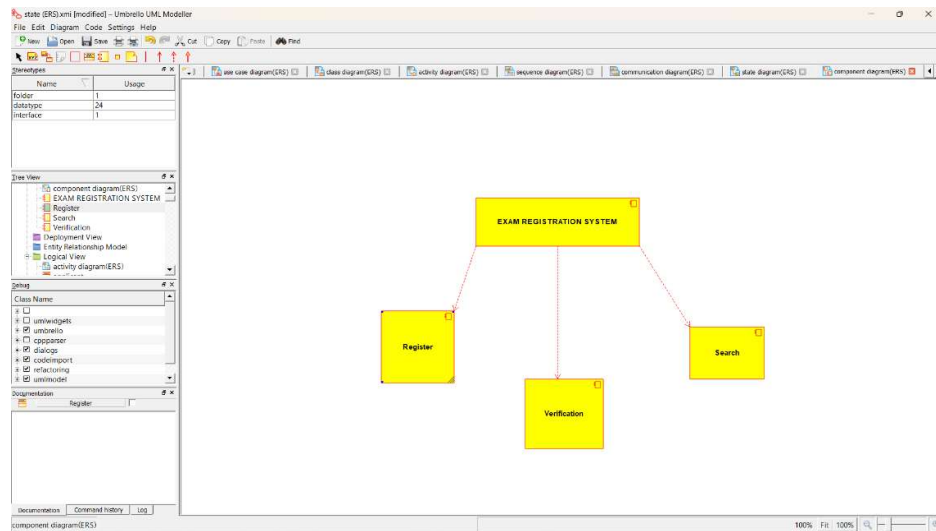 state (ERS).xmi [modified] – Umbrello UML Modeller
File Edit Diagram Code Settings Help
New Open Save Cut Copy Paste Find
Stereotypes
use case diagram(ERS) class diagram(ERS) activity diagram(ERS) sequence diagram(ERS) communication diagram(ERS) state diagram(ERS) component diagram(ERS)
Name Usage
folder 1
datatype 24
interface 1
Tree View
component diagram(ERS)
EXAM REGISTRATION SYSTEM
Register
Search
Verification
Deployment View
Entity Relationship Model
Logical View
activity diagram(ERS)
Debug
Class Name
umlwidgets
umbrello
cppparser
dialogs
codeimport
refactoring
umlmodel
Documentation
Register
EXAM REGISTRATION SYSTEM
Register
Search
Verification
Documentation Command history Log
component diagram(ERS) 100% Fit 100%